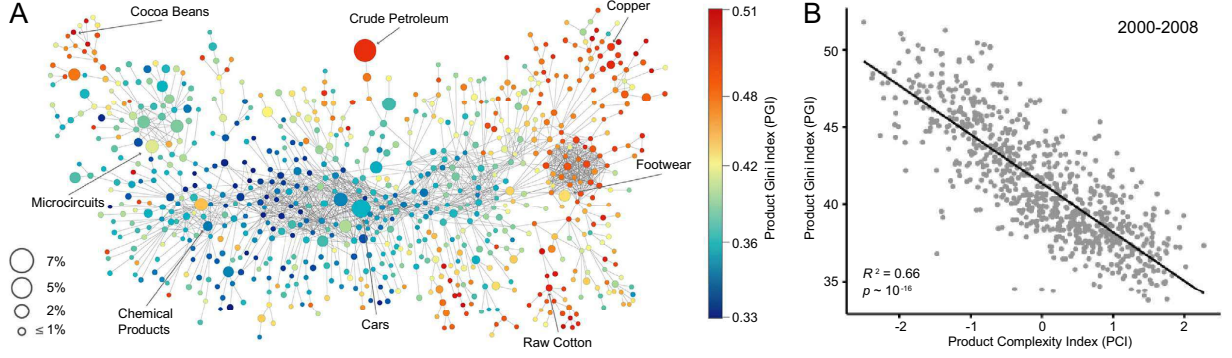 A
Cocoa Beans
Crude Petroleum
Copper
Microcircuits
Footwear
7%
5%
2%
≤ 1%
Chemical
Products
Cars
Raw Cotton
0.51
0.48
0.42
0.36
0.33
Product Gini Index (PGI)
B
2000-2008
50
45
40
35
Product Gini Index (PGI)
R² = 0.66
p ~ 10⁻¹⁶
-2 -1 0 1 2
Product Complexity Index (PCI)